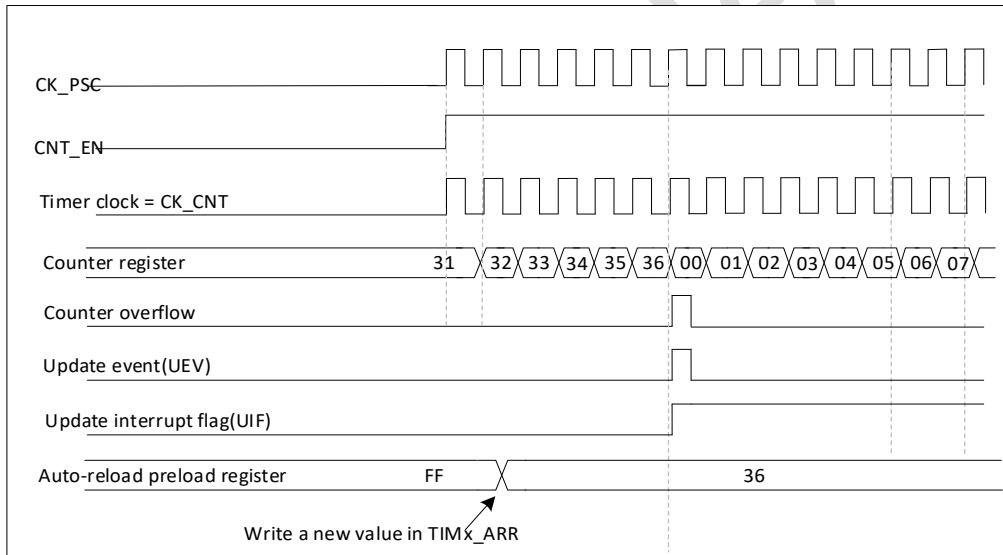 CK_PSC
CNT_EN
Timer clock = CK_CNT
Counter register 31 32 33 34 35 36 00 01 02 03 04 05 06 07
Counter overflow
Update event(UEV)
Update interrupt flag(UIF)
Auto-reload preload register FF 36
Write a new value in TIMx_ARR